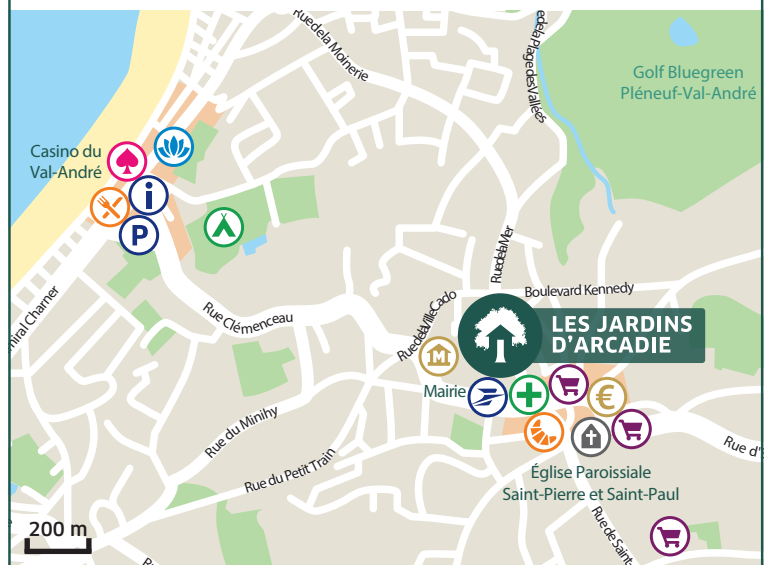 Rue de la Moinerie
e de la Plage des Vallées
Golf Bluegreen
Pléneuf-Val-André
Casino du
Val-André
i
P
Rue de la Mer
Boulevard Kennedy
miral Charner
Rue Clémenceau
Rue de la Ville Cado
LES JARDINS
D'ARCADIE
M
Mairie
€
Rue du Minihy
Rue du Petit Train
Rue d'
Église Paroissiale
Saint-Pierre et Saint-Paul
Rue de Saint-
200 m